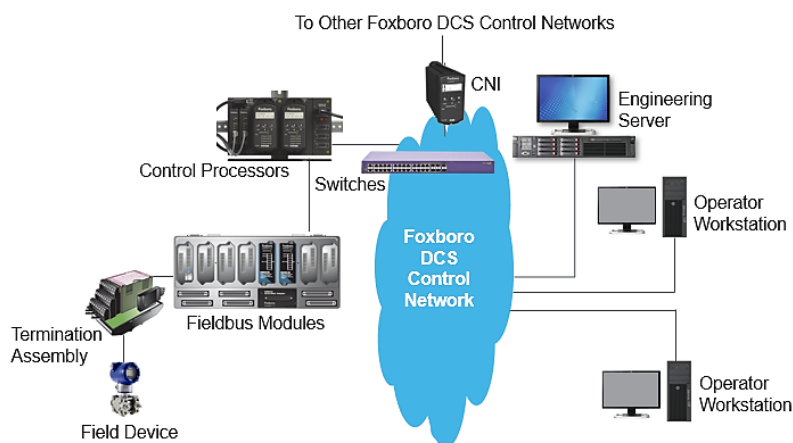 To Other Foxboro DCS Control Networks
CNI
Engineering
Server
Control Processors
Switches
Operator
Workstation
Foxboro
DCS
Control
Network
Fieldbus Modules
Termination
Assembly
Field Device
Operator
Workstation